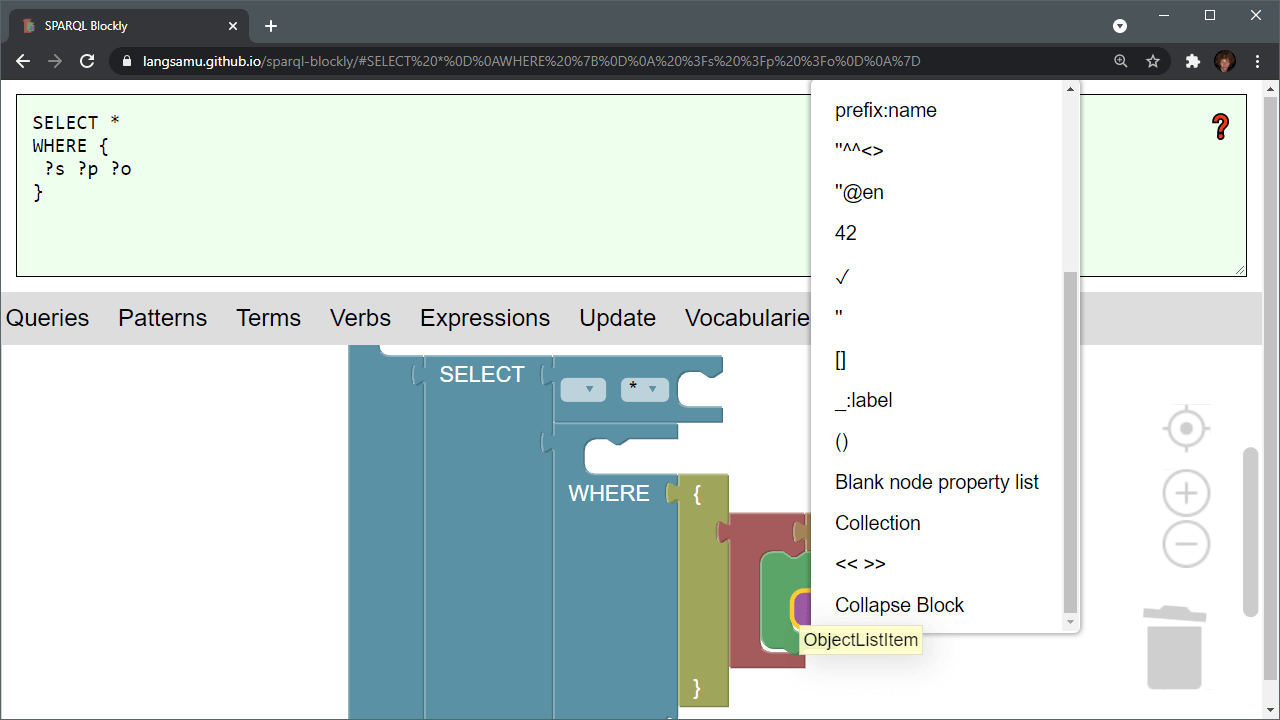 SPARQL Blockly
langsamu.github.io/sparql-blockly/#SELECT%20*%0D%0AWHERE%20%7B%0D%0A%20%3Fs%20%3Fp%20%3Fo%0D%0A%7D
SELECT *
WHERE {
?s ?p ?o
}
?
Queries Patterns Terms Verbs Expressions Update Vocabularie
SELECT
*
WHERE
{
}
prefix:name
''^^<>
''@en
42
✓
''
[]
_:label
()
Blank node property list
Collection
<< >>
Collapse Block
ObjectListItem